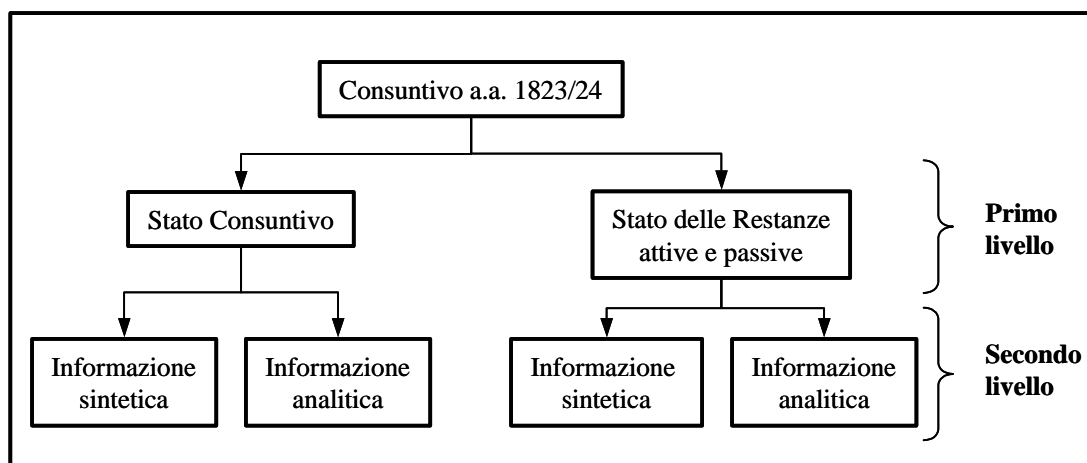 Consuntivo a.a. 1823/24
Stato Consuntivo
Stato delle Restanze
attive e passive
Primo
livello
Informazione
sintetica
Informazione
analitica
Informazione
sintetica
Informazione
analitica
Secondo
livello